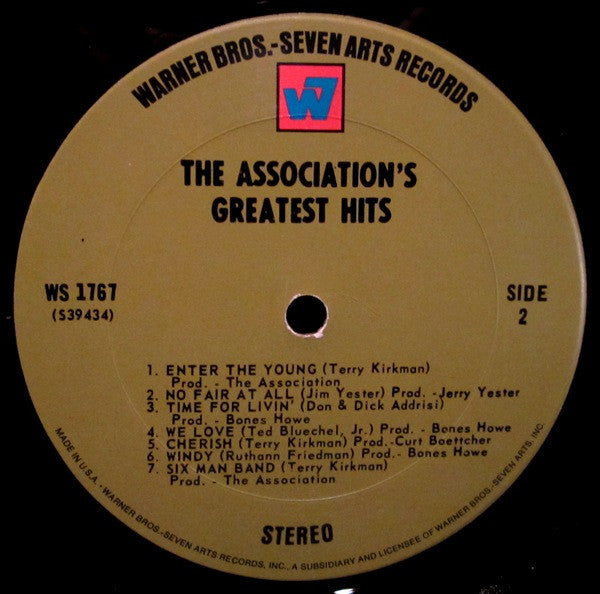 WARNER BROS.-SEVEN ARTS RECORDS
W7
THE ASSOCIATION'S
GREATEST HITS
WS 1767
(S39434)
SIDE
2
1. ENTER THE YOUNG (Terry Kirkman)
Prod. - The Association
2. NO FAIR AT ALL (Jim Yester) Prod. -Jerry Yester
3. TIME FOR LIVIN' (Don & Dick Addrisi)
Prod. - Bones Howe
4. WE LOVE (Ted Bluechel, Jr.) Prod. - Bones Howe
5. CHERISH (Terry Kirkman) Prod.-Curt Boettcher
6. WINDY (Ruthann Friedman) Prod.- Bones Howe
7. SIX MAN BAND (Terry Kirkman)
Prod. - The Association
STEREO
MADE IN U.S.A. • WARNER BROS.-SEVEN ARTS RECORDS, INC., A SUBSIDIARY AND LICENSEE OF WARNER BROS.-SEVEN ARTS, INC.